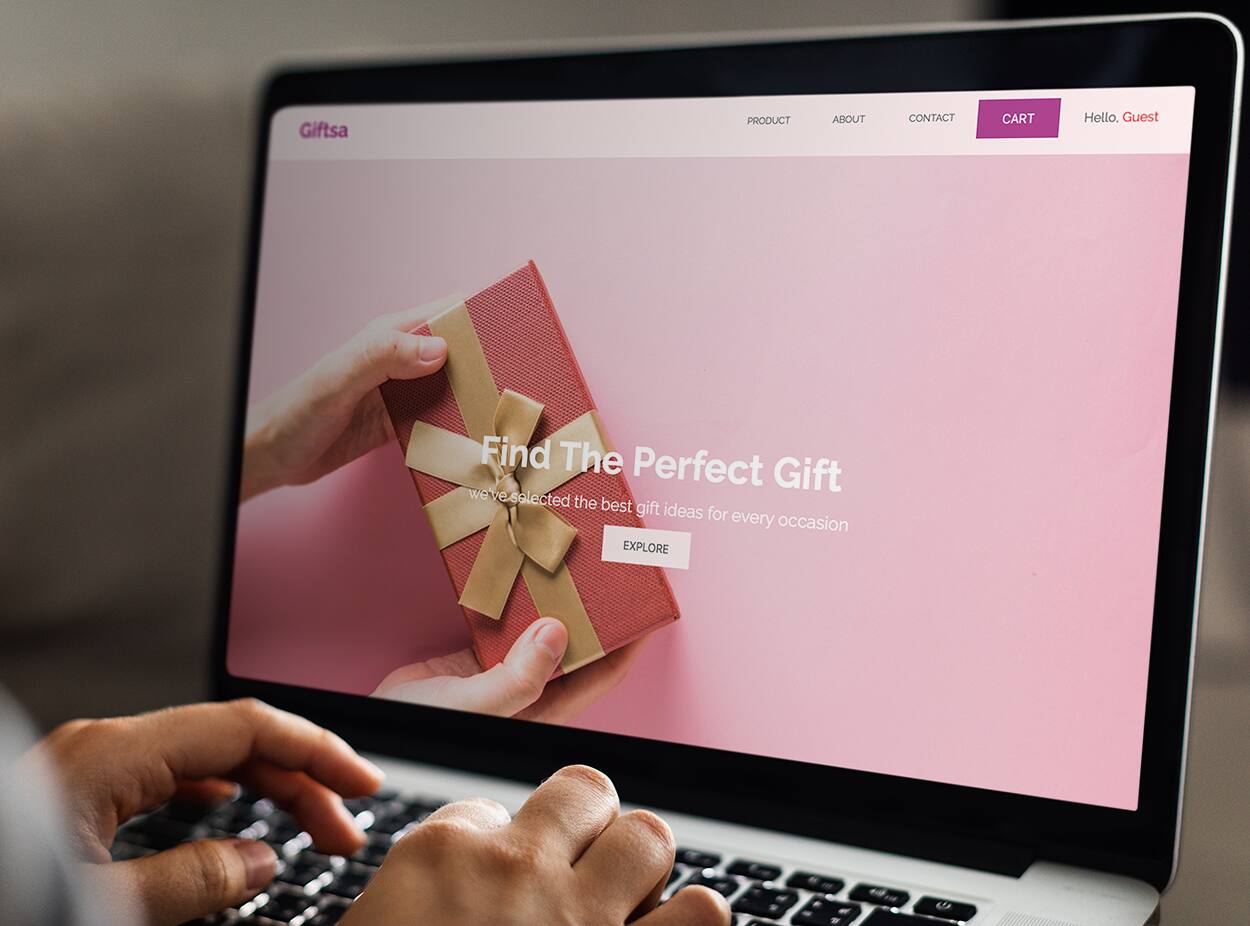 Giftsa
PRODUCT ABOUT CONTACT CART Hello, Guest
Find The Perfect Gift
we've selected the best gift ideas for every occasion
EXPLORE